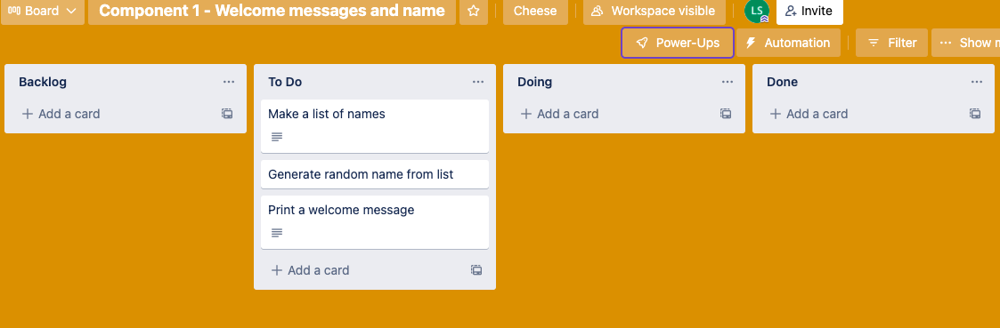 Board
Component 1 - Welcome messages and name
Cheese
Workspace visible
LS
Invite
Power-Ups
Automation
Filter
Show
Backlog
Add a card
To Do
Make a list of names
Generate random name from list
Print a welcome message
Add a card
Doing
Add a card
Done
Add a card